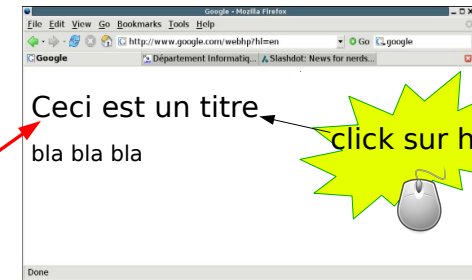 Google - Mozilla Firefox
File Edit View Go Bookmarks Tools Help
http://www.google.com/webhp?hl=en Go google
Google Département Informatiq... Slashdot: News for nerds...
Ceci est un titre
click sur h
bla bla bla
Done